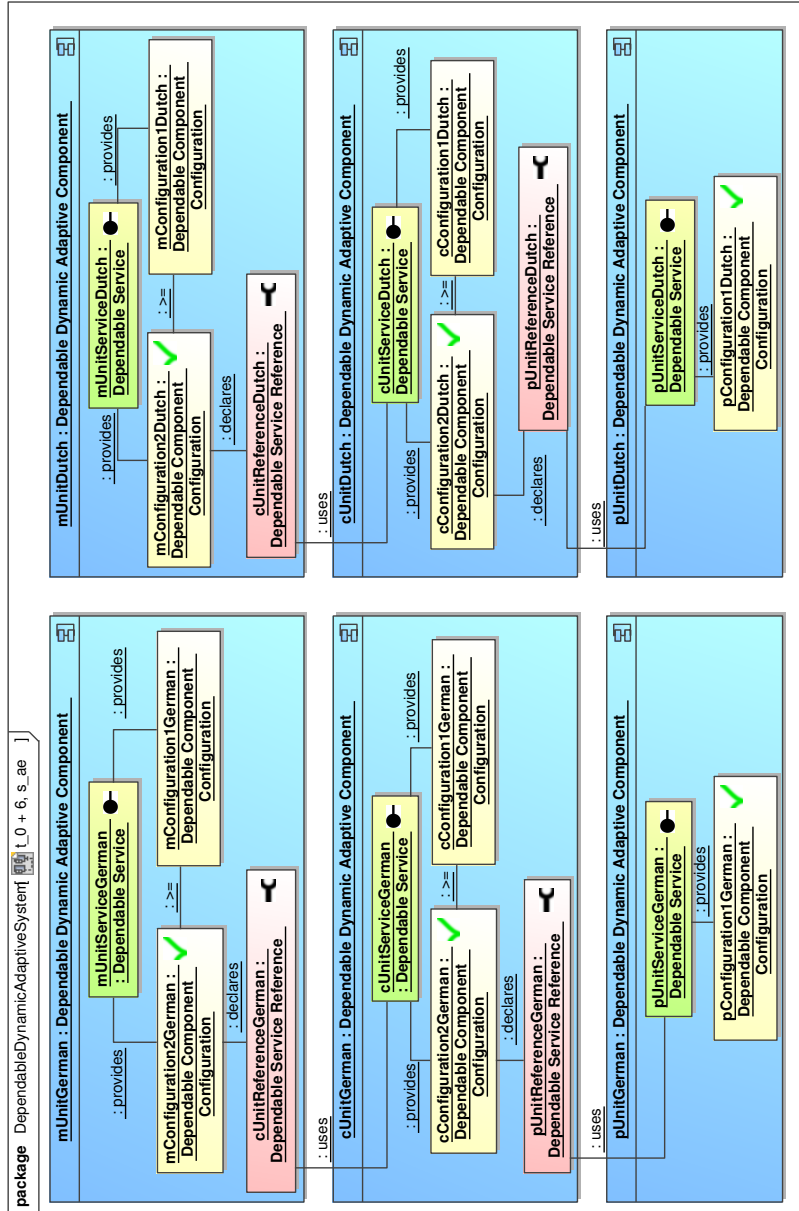 package DependableDynamicAdaptiveSystem[ t_0 + 6, s_ae ]
mUnitGerman : Dependable Dynamic Adaptive Component
mUnitServiceGerman
: Dependable Service
: provides
: provides
mConfiguration2German :
Dependable Component
Configuration
: >=
mConfiguration1German :
Dependable Component
Configuration
: declares
cUnitReferenceGerman :
Dependable Service Reference
: uses
cUnitGerman : Dependable Dynamic Adaptive Component
cUnitServiceGerman
: Dependable Service
: provides
: provides
cConfiguration2German :
Dependable Component
Configuration
: >=
cConfiguration1German :
Dependable Component
Configuration
: declares
pUnitReferenceGerman :
Dependable Service Reference
: uses
pUnitGerman : Dependable Dynamic Adaptive Component
pUnitServiceGerman :
Dependable Service
: provides
pConfiguration1German :
Dependable Component
Configuration
mUnitDutch : Dependable Dynamic Adaptive Component
mUnitServiceDutch :
Dependable Service
: provides
: provides
mConfiguration2Dutch :
Dependable Component
Configuration
: >=
mConfiguration1Dutch :
Dependable Component
Configuration
: declares
cUnitReferenceDutch :
Dependable Service Reference
: uses
cUnitDutch : Dependable Dynamic Adaptive Component
cUnitServiceDutch :
Dependable Service
: provides
: provides
cConfiguration2Dutch :
Dependable Component
Configuration
: >=
cConfiguration1Dutch :
Dependable Component
Configuration
: declares
pUnitReferenceDutch :
Dependable Service Reference
: uses
pUnitDutch : Dependable Dynamic Adaptive Component
pUnitServiceDutch :
Dependable Service
: provides
pConfiguration1Dutch :
Dependable Component
Configuration